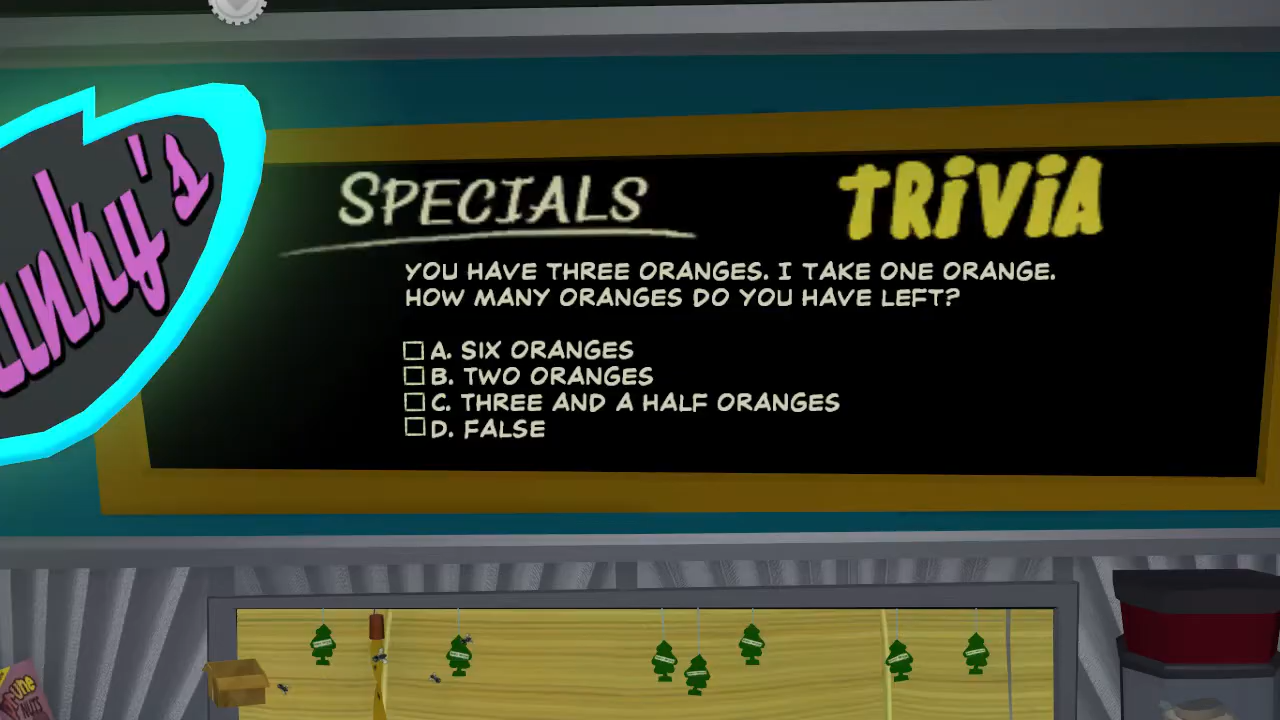 SPECIALS
TRIVIA
YOU HAVE THREE ORANGES. I TAKE ONE ORANGE.
HOW MANY ORANGES DO YOU HAVE LEFT?
A. SIX ORANGES
B. TWO ORANGES
C. THREE AND A HALF ORANGES
D. FALSE